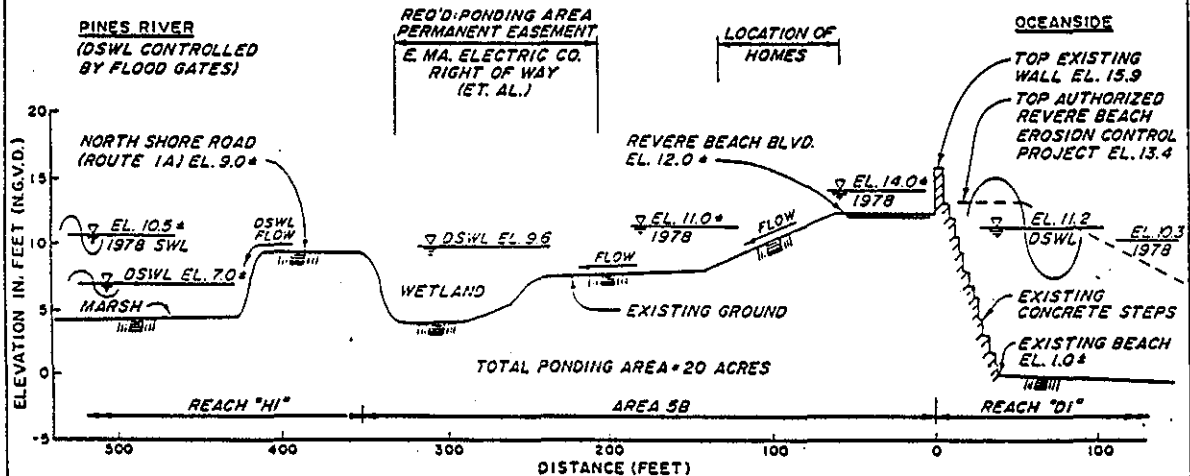 PINES RIVER
(DSWL CONTROLLED
BY FLOOD GATES)
REQ'D:PONDING AREA
PERMANENT EASEMENT
E. MA. ELECTRIC CO.
RIGHT OF WAY
(ET. AL.)
LOCATION OF
HOMES
OCEANSIDE
TOP EXISTING
WALL EL. 15.9
TOP AUTHORIZED
REVERE BEACH
EROSION CONTROL
PROJECT EL. 13.4
NORTH SHORE ROAD
(ROUTE 1A) EL. 9.0±
REVERE BEACH BLVD.
EL. 12.0±
EL. 14.0±
1978
EL. 10.5±
1978 SWL
DSWL
FLOW
DSWL EL. 9.6
EL. 11.0±
1978
FLOW
EL. 11.2
DSWL
EL. 10.3
1978
DSWL EL. 7.0±
FLOW
MARSH
WETLAND
EXISTING GROUND
EXISTING
CONCRETE STEPS
EXISTING BEACH
EL. 1.0±
TOTAL PONDING AREA = 20 ACRES
REACH "H1"
AREA 5B
REACH "D1"
ELEVATION IN FEET (N.G.V.D.)
20
15
10
5
0
-5
500
400
300
200
100
0
100
DISTANCE (FEET)